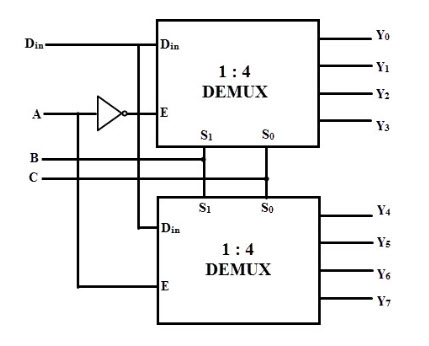 Din Din Y0
1 : 4 Y1
DEMUX Y2
A E Y3
S1 S0
B
C
S1 S0
Din Y4
1 : 4 Y5
DEMUX Y6
E Y7